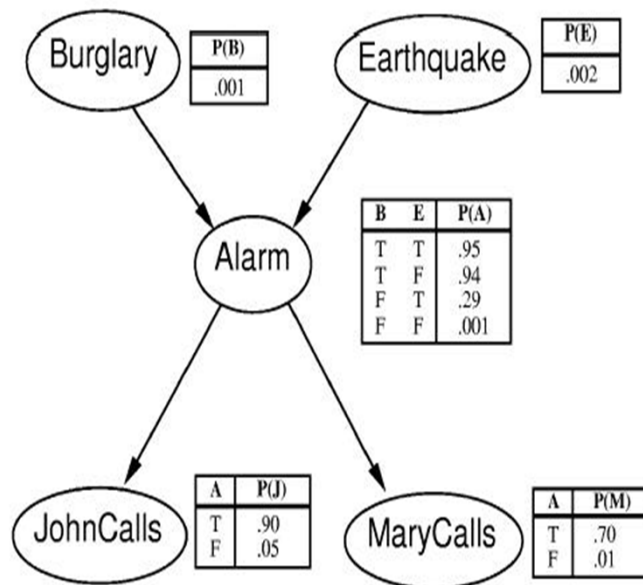 Burglary
P(B)
.001
Earthquake
P(E)
.002
Alarm
B E P(A)
T T .95
T F .94
F T .29
F F .001
JohnCalls
A P(J)
T .90
F .05
MaryCalls
A P(M)
T .70
F .01